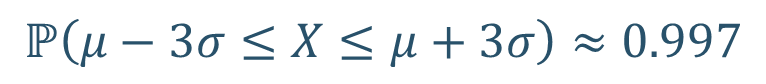 ℙ(𝜇 − 3𝜎 ≤ 𝑋 ≤ 𝜇 + 3𝜎) ≈ 0.997